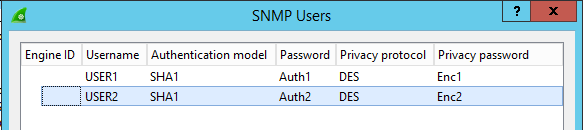 SNMP Users
?
Engine ID Username Authentication model Password Privacy protocol Privacy password
USER1 SHA1 Auth1 DES Enc1
USER2 SHA1 Auth2 DES Enc2